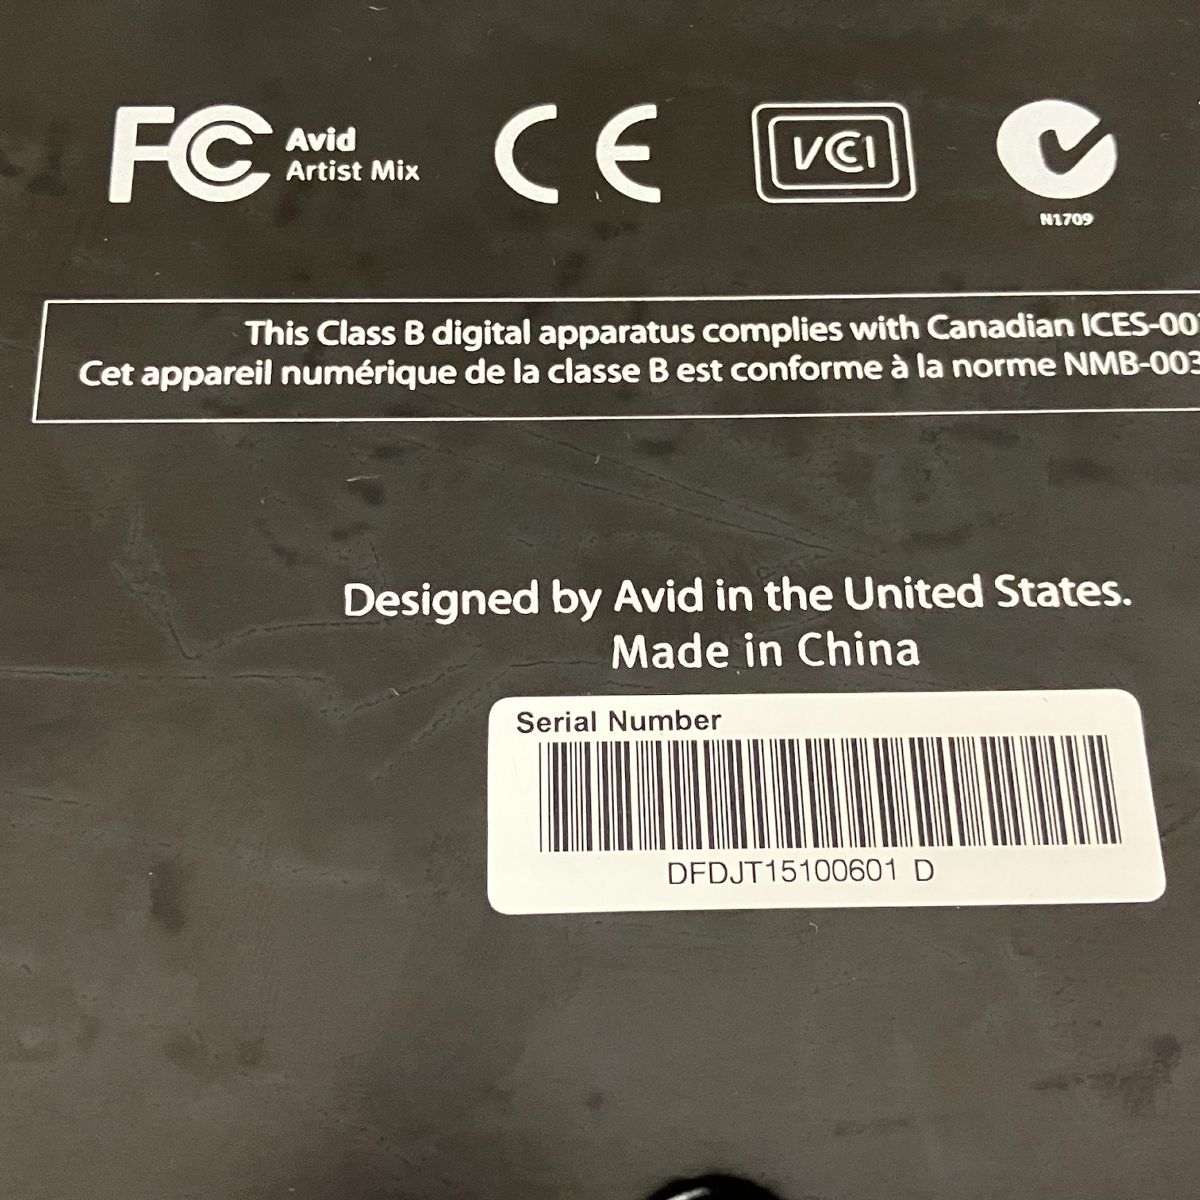 FC Avid
Artist Mix
CE
VCI
N1709
This Class B digital apparatus complies with Canadian
Cet appareil numérique de la classe B est conforme à la norme NMB-003
Designed by Avid in the United States.
Made in China
Serial Number
DFDJT15100601 D